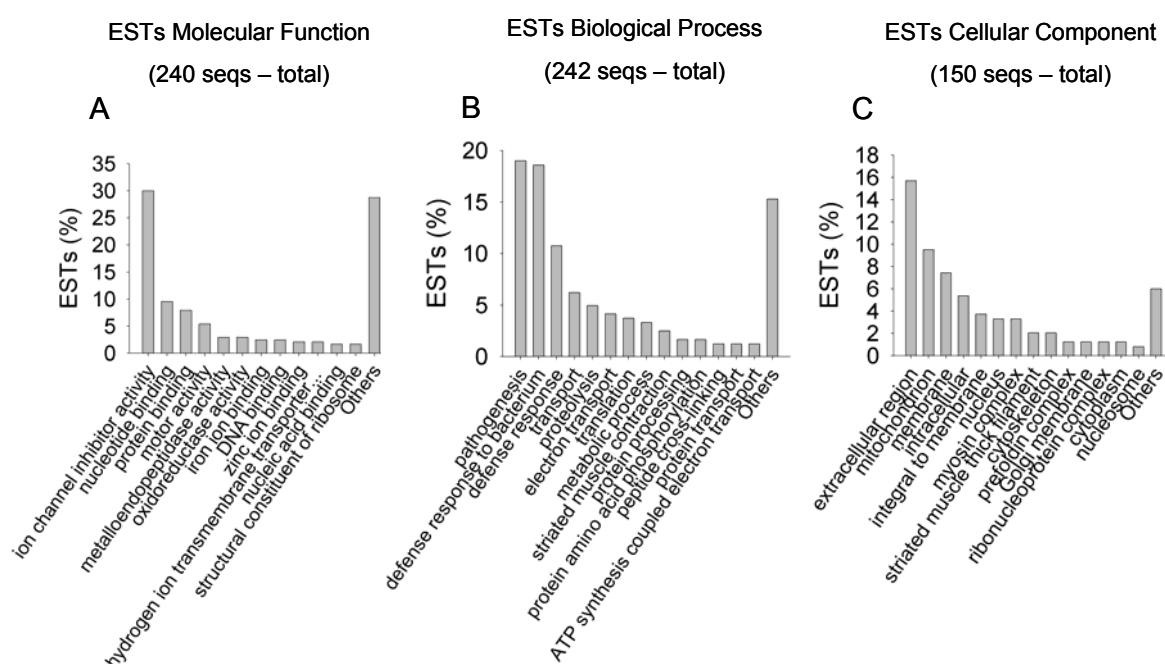 ESTs Molecular Function
(240 seqs – total)
A
ESTs (%)
35
30
25
20
15
10
5
0
ion channel inhibitor activity
nucleotide binding
protein binding
motor activity
metalloendopeptidase activity
oxidoreductase activity
iron ion binding
DNA binding
zinc ion binding
hydrogen ion transmembrane transporter...
nucleic acid binding
structural constituent of ribosome
Others
ESTs Biological Process
(242 seqs – total)
B
ESTs (%)
20
15
10
5
0
pathogenesis
defense response to bacterium
defense response
transport
proteolysis
electron transport
translation
metabolic process
striated muscle contraction
protein processing
protein amino acid phosphorylation
peptide cross-linking
protein transport
ATP synthesis coupled electron transport
Others
ESTs Cellular Component
(150 seqs – total)
C
ESTs (%)
18
16
14
12
10
8
6
4
2
0
extracellular region
mitochondrion
membrane
intracellular
integral to membrane
nucleus
myosin complex
striated muscle thick filament
cytoskeleton
prefoldin complex
Golgi membrane
ribonucleoprotein complex
cytoplasm
nucleosome
Others